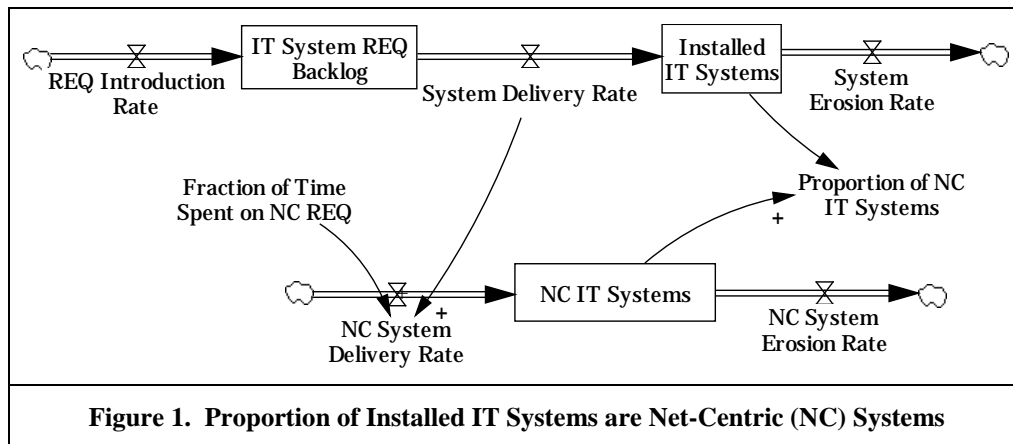 IT System REQ
Backlog
Installed
IT Systems
REQ Introduction
Rate
System Delivery Rate
System
Erosion Rate
Fraction of Time
Spent on NC REQ
-
Proportion of NC
IT Systems
+
NC IT Systems
+
+
NC System
Delivery Rate
NC System
Erosion Rate
Figure 1. Proportion of Installed IT Systems are Net-Centric (NC) Systems